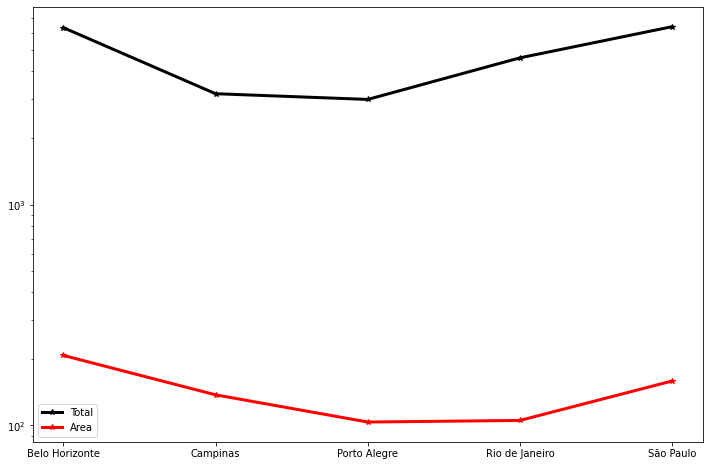 10³
10²
Total
Area
Belo Horizonte
Campinas
Porto Alegre
Rio de Janeiro
São Paulo